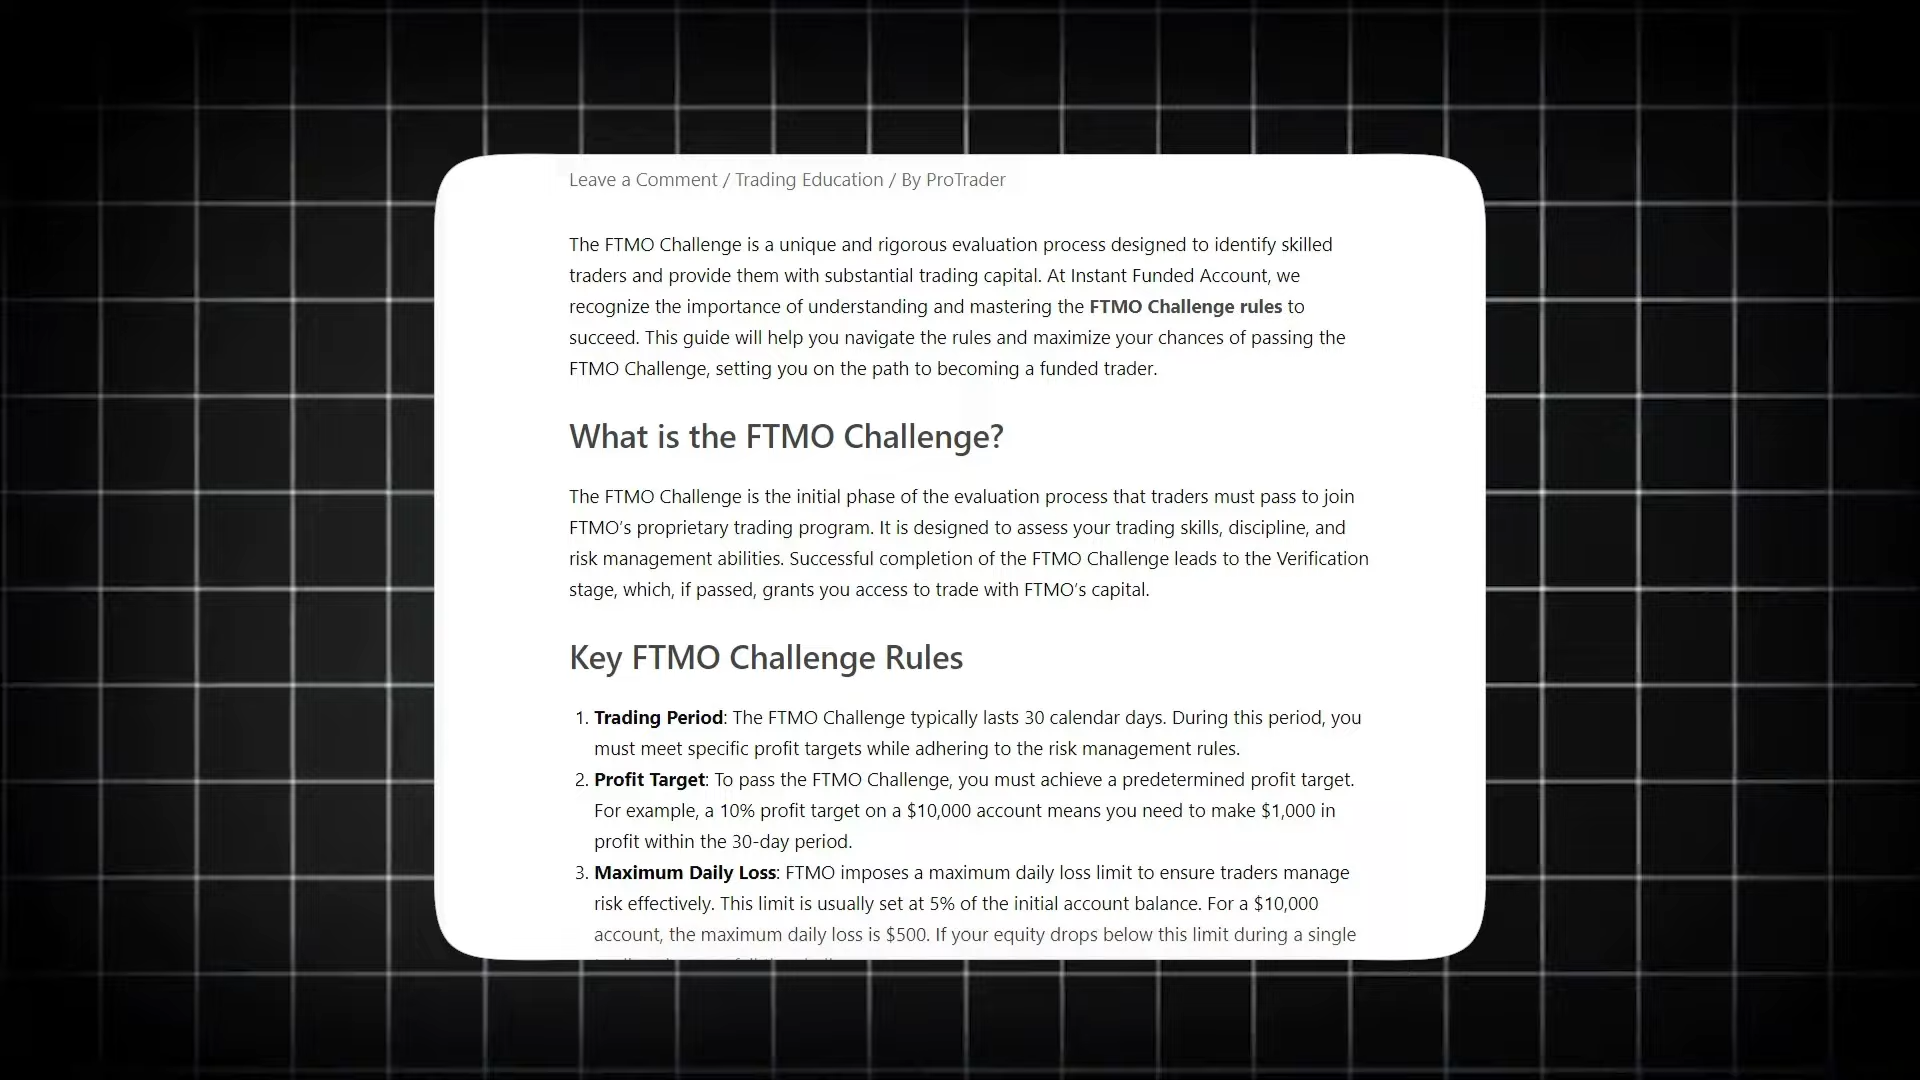 Leave a Comment / Trading Education / By ProTrader
The FTMO Challenge is a unique and rigorous evaluation process designed to identify skilled
traders and provide them with substantial trading capital. At Instant Funded Account, we
recognize the importance of understanding and mastering the FTMO Challenge rules to
succeed. This guide will help you navigate the rules and maximize your chances of passing the
FTMO Challenge, setting you on the path to becoming a funded trader.
What is the FTMO Challenge?
The FTMO Challenge is the initial phase of the evaluation process that traders must pass to join
FTMO’s proprietary trading program. It is designed to assess your trading skills, discipline, and
risk management abilities. Successful completion of the FTMO Challenge leads to the Verification
stage, which, if passed, grants you access to trade with FTMO’s capital.
Key FTMO Challenge Rules
1. Trading Period: The FTMO Challenge typically lasts 30 calendar days. During this period, you
must meet specific profit targets while adhering to the risk management rules.
2. Profit Target: To pass the FTMO Challenge, you must achieve a predetermined profit target.
For example, a 10% profit target on a $10,000 account means you need to make $1,000 in
profit within the 30-day period.
3. Maximum Daily Loss: FTMO imposes a maximum daily loss limit to ensure traders manage
risk effectively. This limit is usually set at 5% of the initial account balance. For a $10,000
account, the maximum daily loss is $500. If your equity drops below this limit during a single